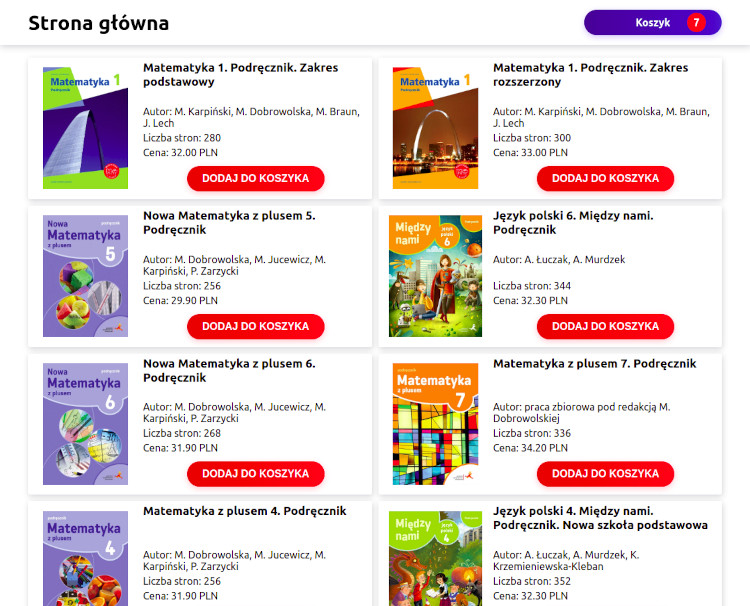 Strona główna
Koszyk 7
Matematyka 1
Podręcznik
Matematyka 1. Podręcznik. Zakres
podstawowy
Autor: M. Karpiński, M. Dobrowolska, M. Braun,
J. Lech
Liczba stron: 280
Cena: 32.00 PLN
DODAJ DO KOSZYKA
Matematyka 1
Podręcznik
Matematyka 1. Podręcznik. Zakres
rozszerzony
Autor: M. Karpiński, M. Dobrowolska, M. Braun,
J. Lech
Liczba stron: 300
Cena: 33.00 PLN
DODAJ DO KOSZYKA
Nowa podręcznik
Matematyka
z plusem
5
Nowa Matematyka z plusem 5.
Podręcznik
Autor: M. Dobrowolska, M. Jucewicz, M.
Karpiński, P. Zarzycki
Liczba stron: 256
Cena: 29.90 PLN
DODAJ DO KOSZYKA
Między
nami
Język
polski
6
Język polski 6. Między nami.
Podręcznik
Autor: A. Łuczak, A. Murdzek
Liczba stron: 344
Cena: 32.30 PLN
DODAJ DO KOSZYKA
Nowa podręcznik
Matematyka
z plusem
6
Nowa Matematyka z plusem 6.
Podręcznik
Autor: M. Dobrowolska, M. Jucewicz, M.
Karpiński, P. Zarzycki
Liczba stron: 268
Cena: 31.90 PLN
DODAJ DO KOSZYKA
podręcznik
Matematyka
z plusem
7
Matematyka z plusem 7. Podręcznik
Autor: praca zbiorowa pod redakcją M.
Dobrowolskiej
Liczba stron: 336
Cena: 34.20 PLN
DODAJ DO KOSZYKA
podręcznik
Matematyka
z plusem
4
Matematyka z plusem 4. Podręcznik
Autor: M. Dobrowolska, M. Jucewicz, M.
Karpiński, P. Zarzycki
Liczba stron: 256
Cena: 31.90 PLN
Między
nami
Język
polski
4
Język polski 4. Między nami.
Podręcznik. Nowa szkoła podstawowa
Autor: A. Łuczak, A. Murdzek, K.
Krzemieniewska-Kleban
Liczba stron: 352
Cena: 32.30 PLN